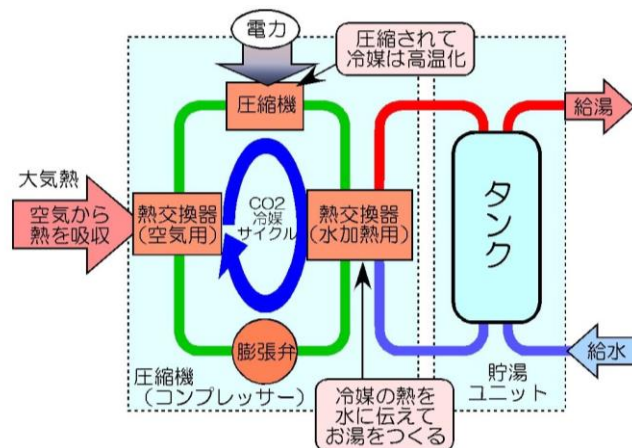 電力
圧縮されて
冷媒は高温化
圧縮機
給湯
大気熱
空気から
熱を吸収
熱交換器
(空気用)
CO2
冷媒
サイクル
熱交換器
(水加熱用)
タンク
膨張弁
給水
圧縮機
(コンプレッサー)
冷媒の熱を
水に伝えて
お湯をつくる
貯湯
ユニット